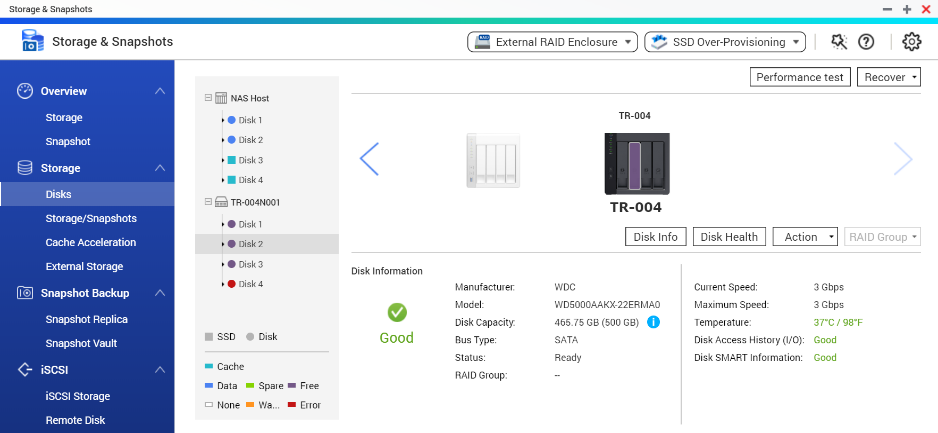 Storage & Snapshots
Storage & Snapshots
External RAID Enclosure
SSD Over-Provisioning
Overview
Storage
Snapshot
Storage
Disks
Storage/Snapshots
Cache Acceleration
External Storage
Snapshot Backup
Snapshot Replica
Snapshot Vault
iSCSI
iSCSI Storage
Remote Disk
NAS Host
Disk 1
Disk 2
Disk 3
Disk 4
TR-004N001
Disk 1
Disk 2
Disk 3
Disk 4
SSD Disk
Cache
Data Spare Free
None Wa... Error
Performance test Recover
TR-004
TR-004
Disk Info Disk Health Action RAID Group
Disk Information
Good
Manufacturer: WDC
Model: WD5000AAKX-22ERMA0
Disk Capacity: 465.75 GB (500 GB)
Bus Type: SATA
Status: Ready
RAID Group: --
Current Speed: 3 Gbps
Maximum Speed: 3 Gbps
Temperature: 37°C / 98°F
Disk Access History (I/O): Good
Disk SMART Information: Good